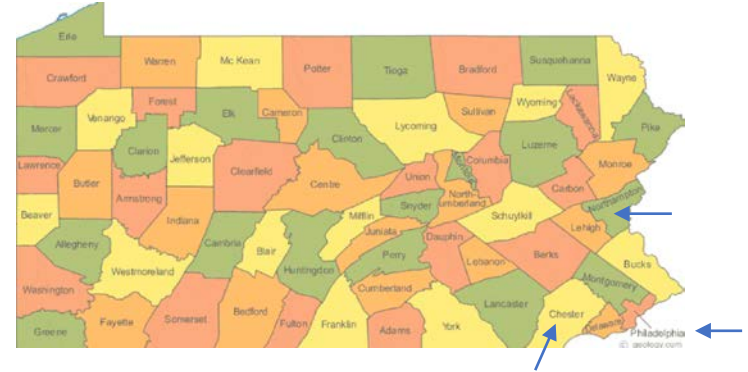 Erie
Warren
Mc Kean
Potter
Tioga
Bradford
Susquehanna
Wayne
Crawford
Forest
Elk
Cameron
Sullivan
Wyoming
Lackawanna
Pike
Mercer
Venango
Clarion
Jefferson
Clinton
Lycoming
Luzerne
Monroe
Lawrence
Butler
Armstrong
Clearfield
Centre
Union
Montour
Columbia
Carbon
Northampton
Beaver
Indiana
Snyder
North-
umberland
Schuylkill
Lehigh
Allegheny
Cambria
Blair
Mifflin
Juniata
Dauphin
Berks
Bucks
Westmoreland
Huntingdon
Perry
Lebanon
Montgomery
Washington
Cumberland
Lancaster
Chester
Greene
Fayette
Somerset
Bedford
Fulton
Franklin
Adams
York
Delaware
Philadelphia
© geology.com